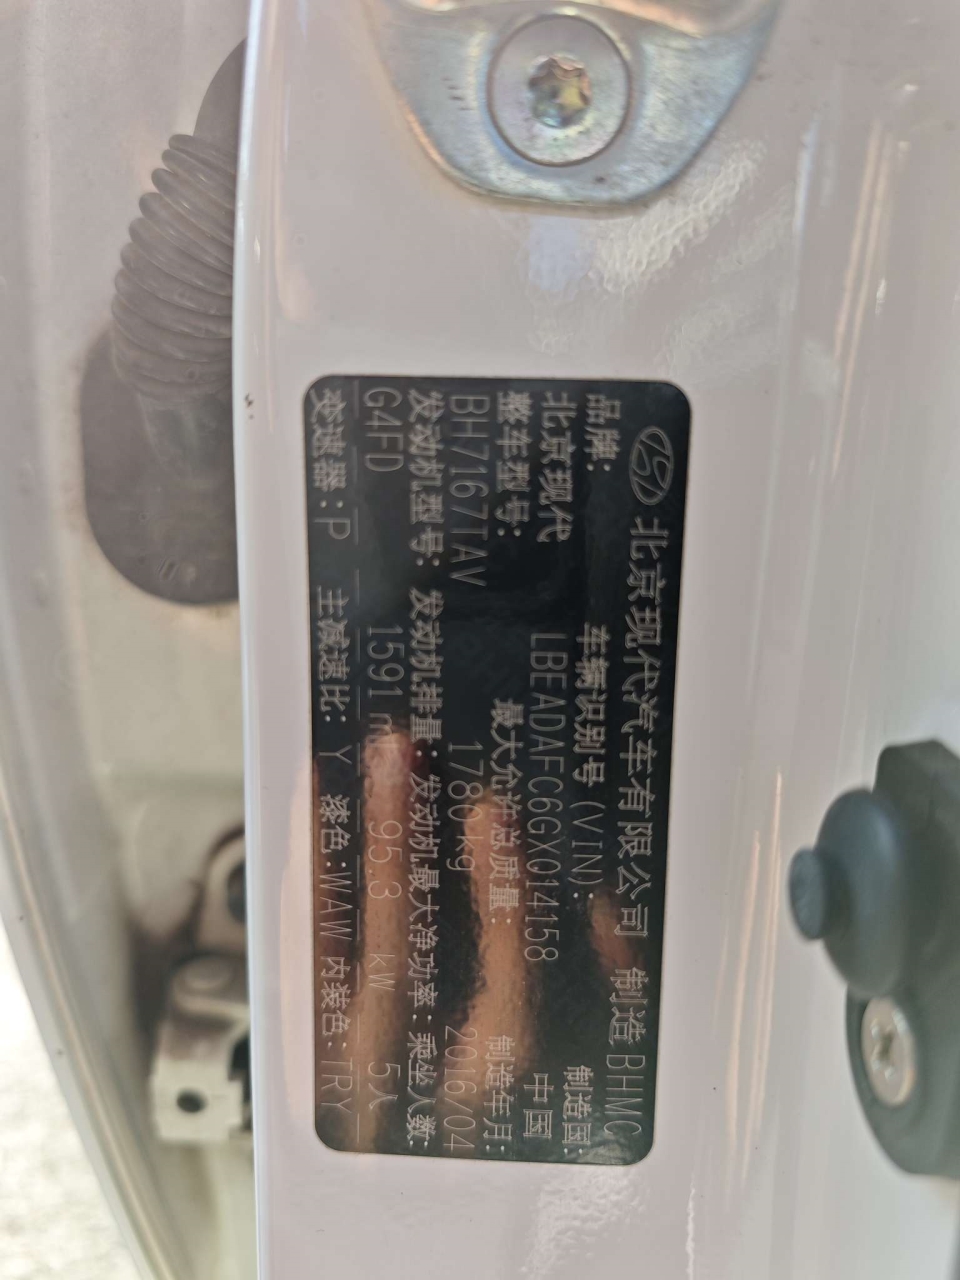 北京现代汽车有限公司 制造 BHMC
品牌: 车辆识别号 (VIN): 制造国:
北京现代 LBEADAFC6GX014158 中国
整车型号: 最大允许总质量: 制造年月:
BH7167TAV 1780 kg 2016/04
发动机型号: 发动机排量: 发动机最大净功率: 乘坐人数:
G4FD 1591 ml 95.3 kW 5人
变速器: P 主减速比: Y 漆色:WAW 内装色:TRY